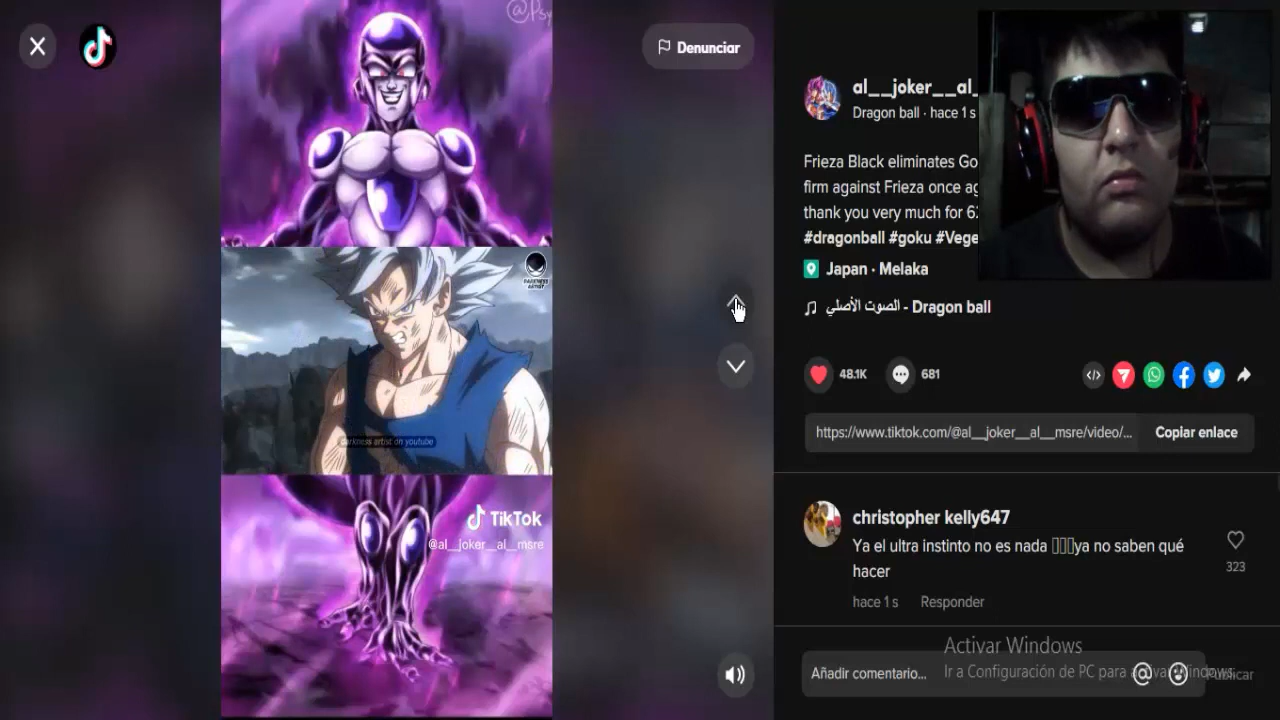 @Psy
Denunciar
al__joker__al_
Dragon ball · hace 1 s
Frieza Black eliminates Go
firm against Frieza once ag
thank you very much for 62
#dragonball #goku #Vege
Japan · Melaka
الصوت الأصلي - Dragon ball
48.1K
681
https://www.tiktok.com/@al__joker__al__msre/video/...
Copiar enlace
DARKNESS
ARTIST
darkness artist on youtube
TikTok
@al__joker__al__msre
christopher kelly647
Ya el ultra instinto no es nada ▯▯▯ya no saben qué
hacer
323
hace 1 s
Responder
Activar Windows
Ir a Configuración de PC para activar Windows.
Añadir comentario...
Publicar